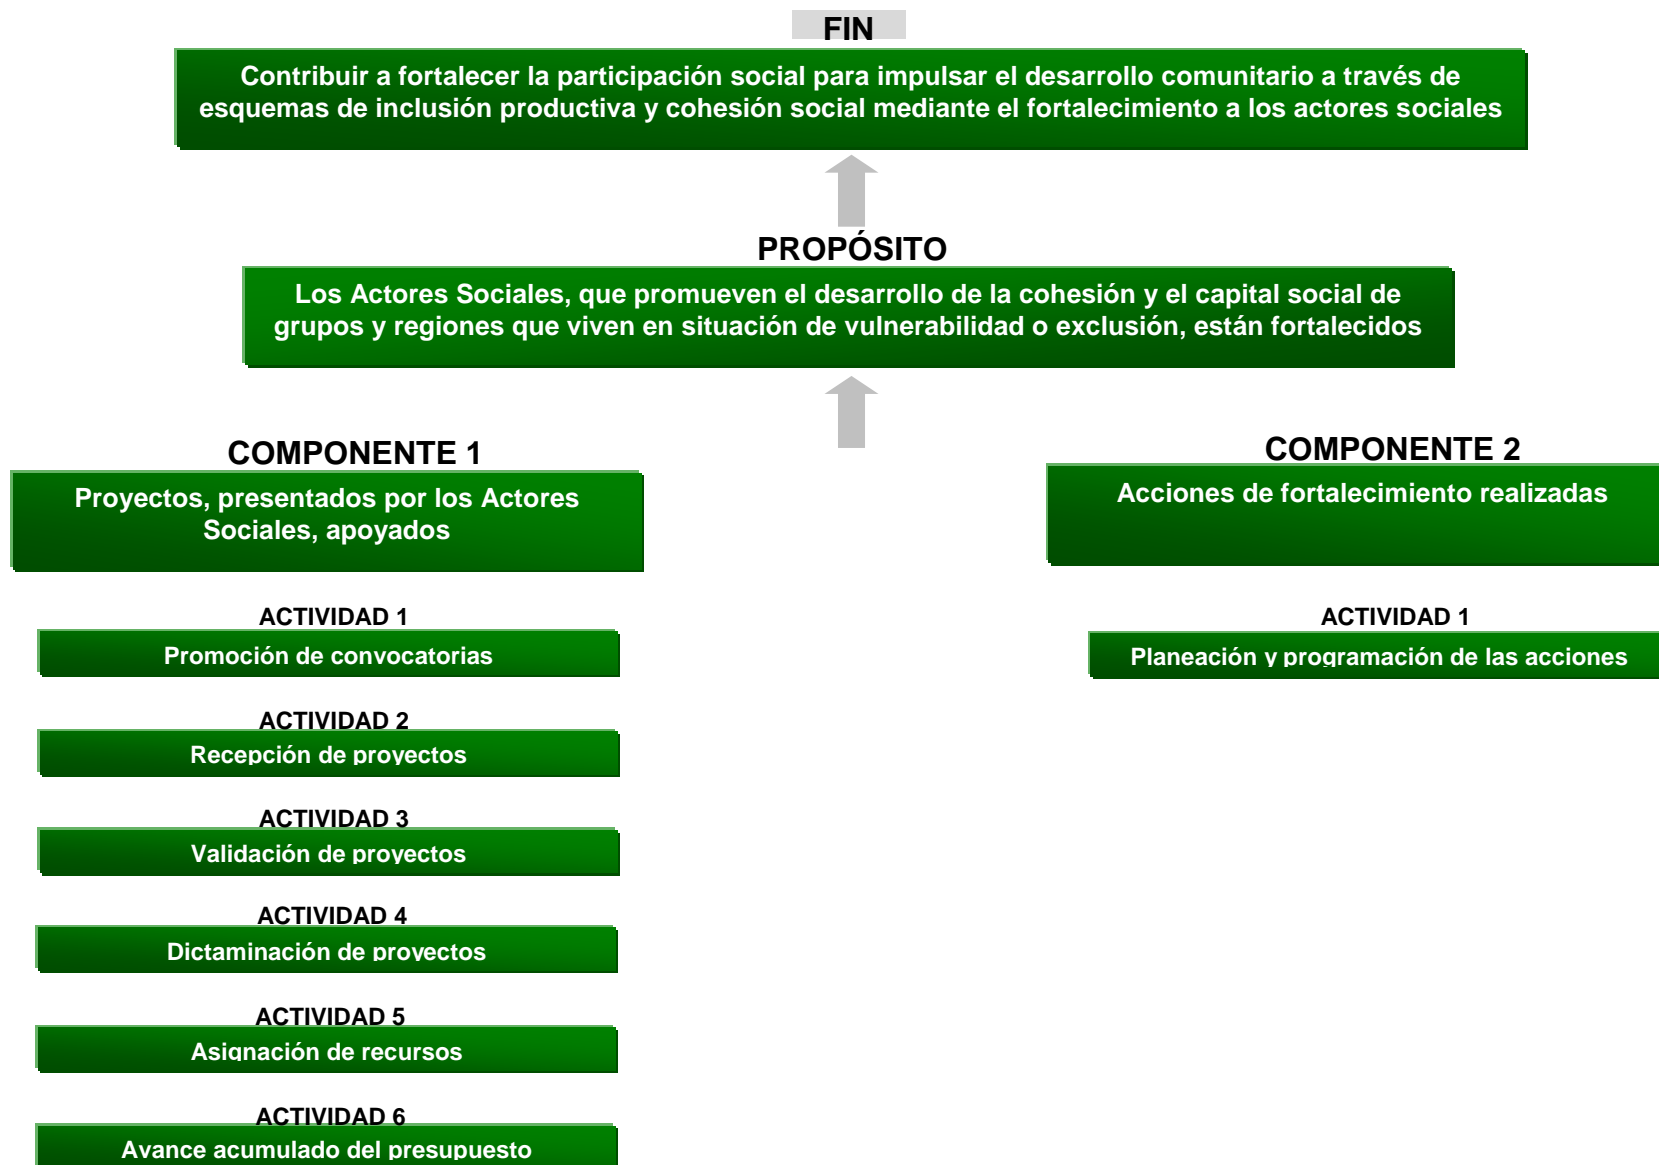 FIN
Contribuir a fortalecer la participación social para impulsar el desarrollo comunitario a través de
esquemas de inclusión productiva y cohesión social mediante el fortalecimiento a los actores sociales
PROPÓSITO
Los Actores Sociales, que promueven el desarrollo de la cohesión y el capital social de
grupos y regiones que viven en situación de vulnerabilidad o exclusión, están fortalecidos
COMPONENTE 1
Proyectos, presentados por los Actores
Sociales, apoyados
ACTIVIDAD 1
Promoción de convocatorias
ACTIVIDAD 2
Recepción de proyectos
ACTIVIDAD 3
Validación de proyectos
ACTIVIDAD 4
Dictaminación de proyectos
ACTIVIDAD 5
Asignación de recursos
ACTIVIDAD 6
Avance acumulado del presupuesto
COMPONENTE 2
Acciones de fortalecimiento realizadas
ACTIVIDAD 1
Planeación y programación de las acciones